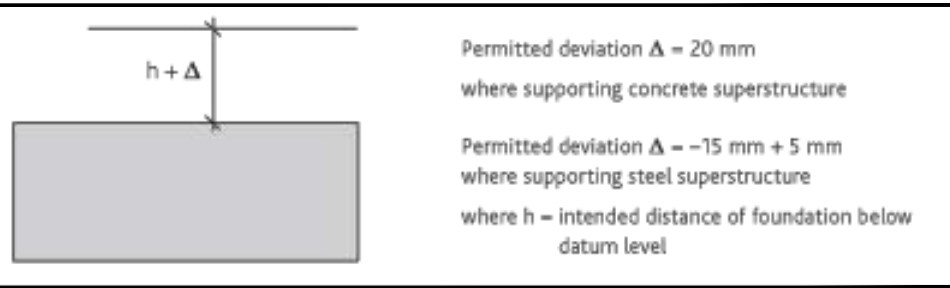 h + Δ
Permitted deviation Δ = 20 mm
where supporting concrete superstructure
Permitted deviation Δ = –15 mm + 5 mm
where supporting steel superstructure
where h = intended distance of foundation below
datum level